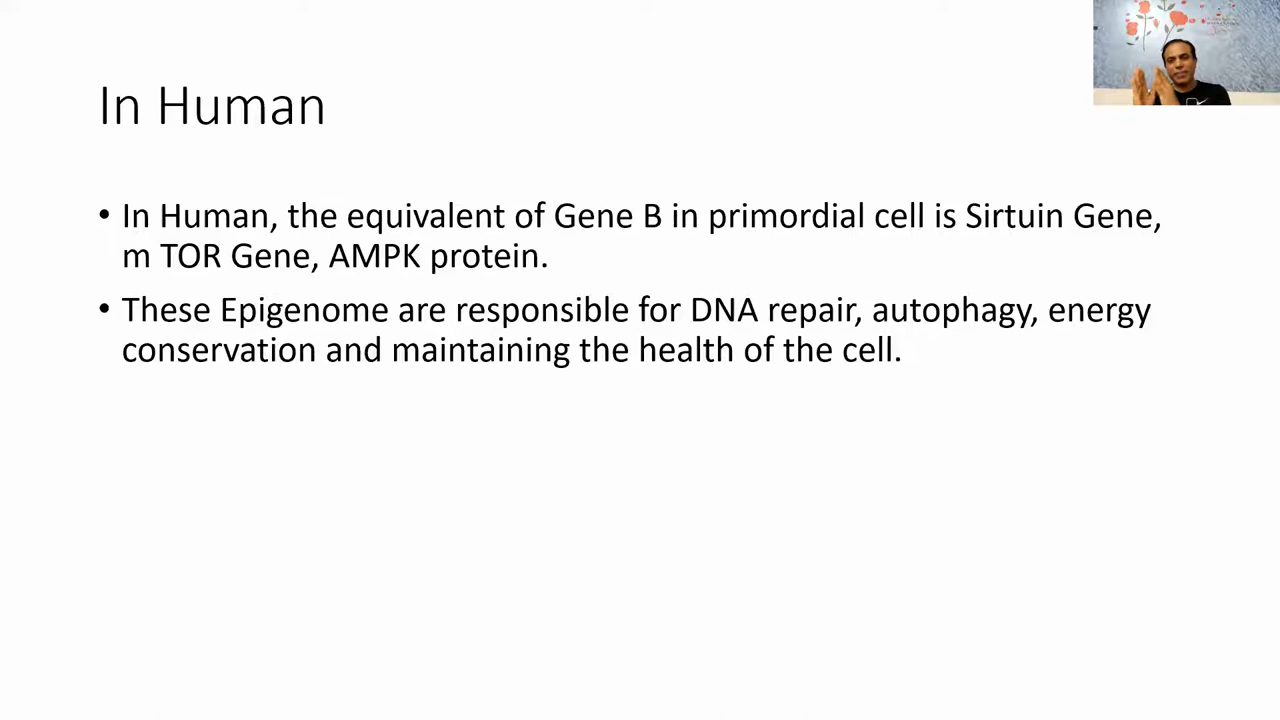 In Human
• In Human, the equivalent of Gene B in primordial cell is Sirtuin Gene,
m TOR Gene, AMPK protein.
• These Epigenome are responsible for DNA repair, autophagy, energy
conservation and maintaining the health of the cell.